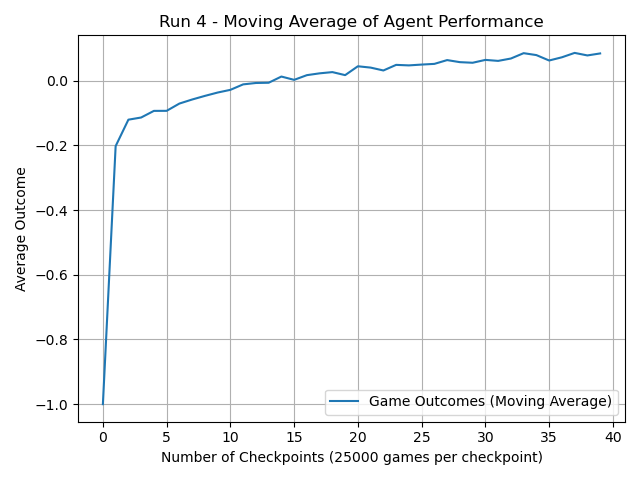 Run 4 - Moving Average of Agent Performance
Average Outcome
0.0
−0.2
−0.4
−0.6
−0.8
−1.0
Game Outcomes (Moving Average)
0 5 10 15 20 25 30 35 40
Number of Checkpoints (25000 games per checkpoint)